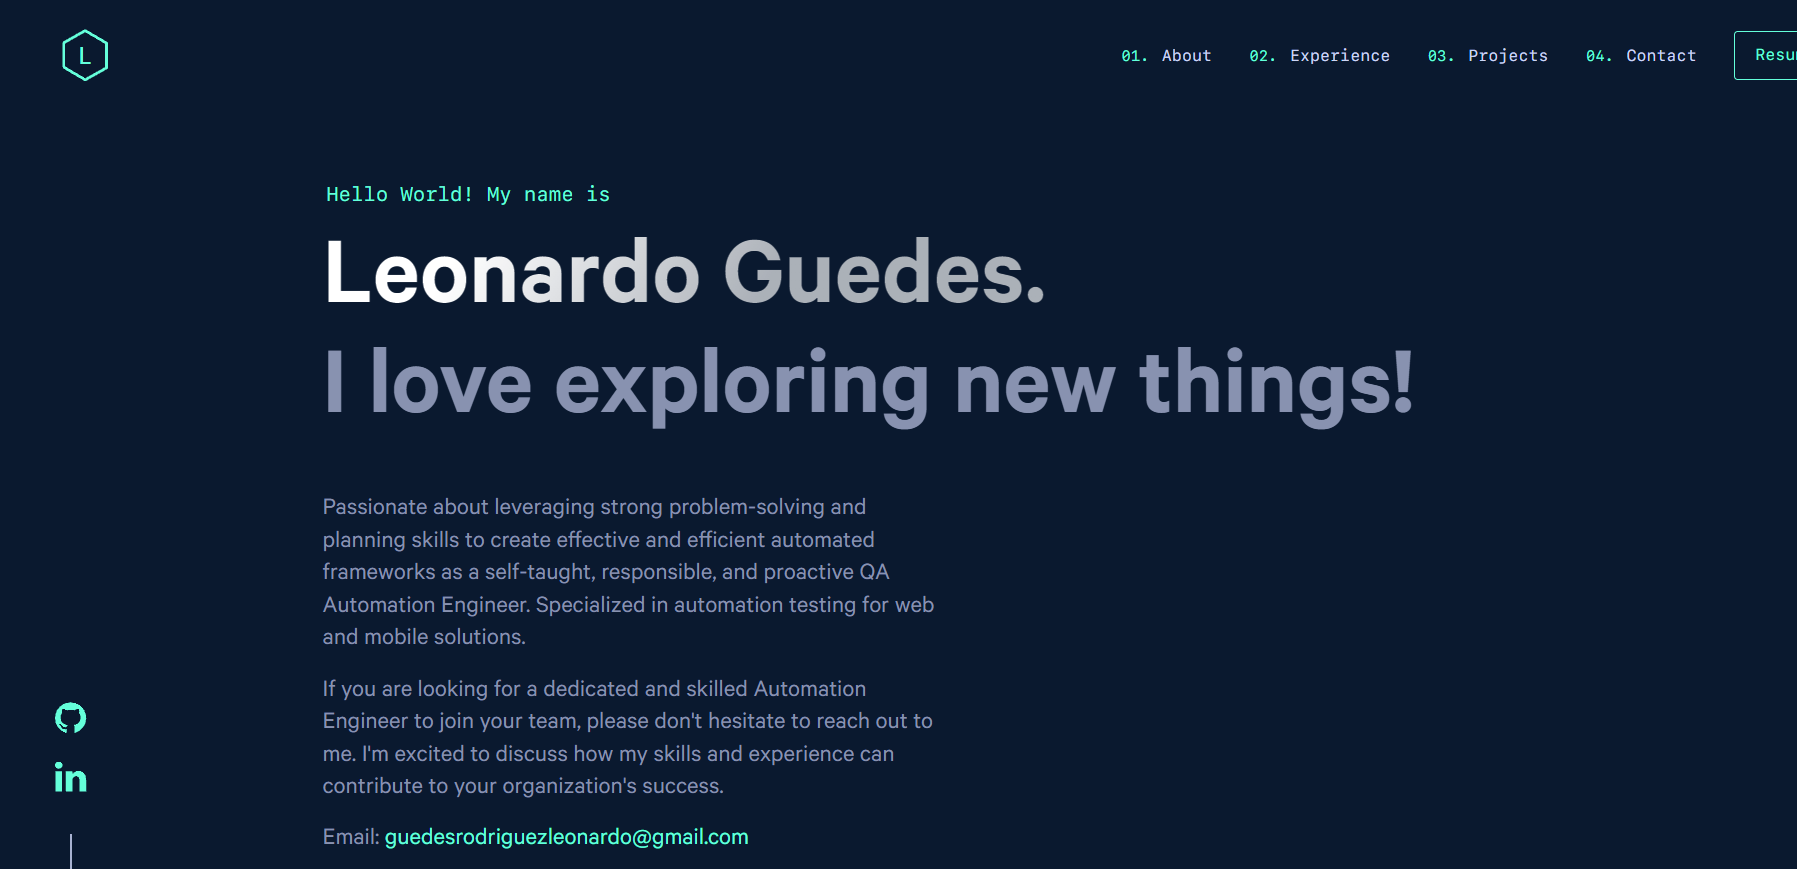 L
01. About 02. Experience 03. Projects 04. Contact
Hello World! My name is
Leonardo Guedes.
I love exploring new things!
Passionate about leveraging strong problem-solving and
planning skills to create effective and efficient automated
frameworks as a self-taught, responsible, and proactive QA
Automation Engineer. Specialized in automation testing for web
and mobile solutions.
If you are looking for a dedicated and skilled Automation
Engineer to join your team, please don't hesitate to reach out to
me. I'm excited to discuss how my skills and experience can
contribute to your organization's success.
Email: guedesrodriguezleonardo@gmail.com
in